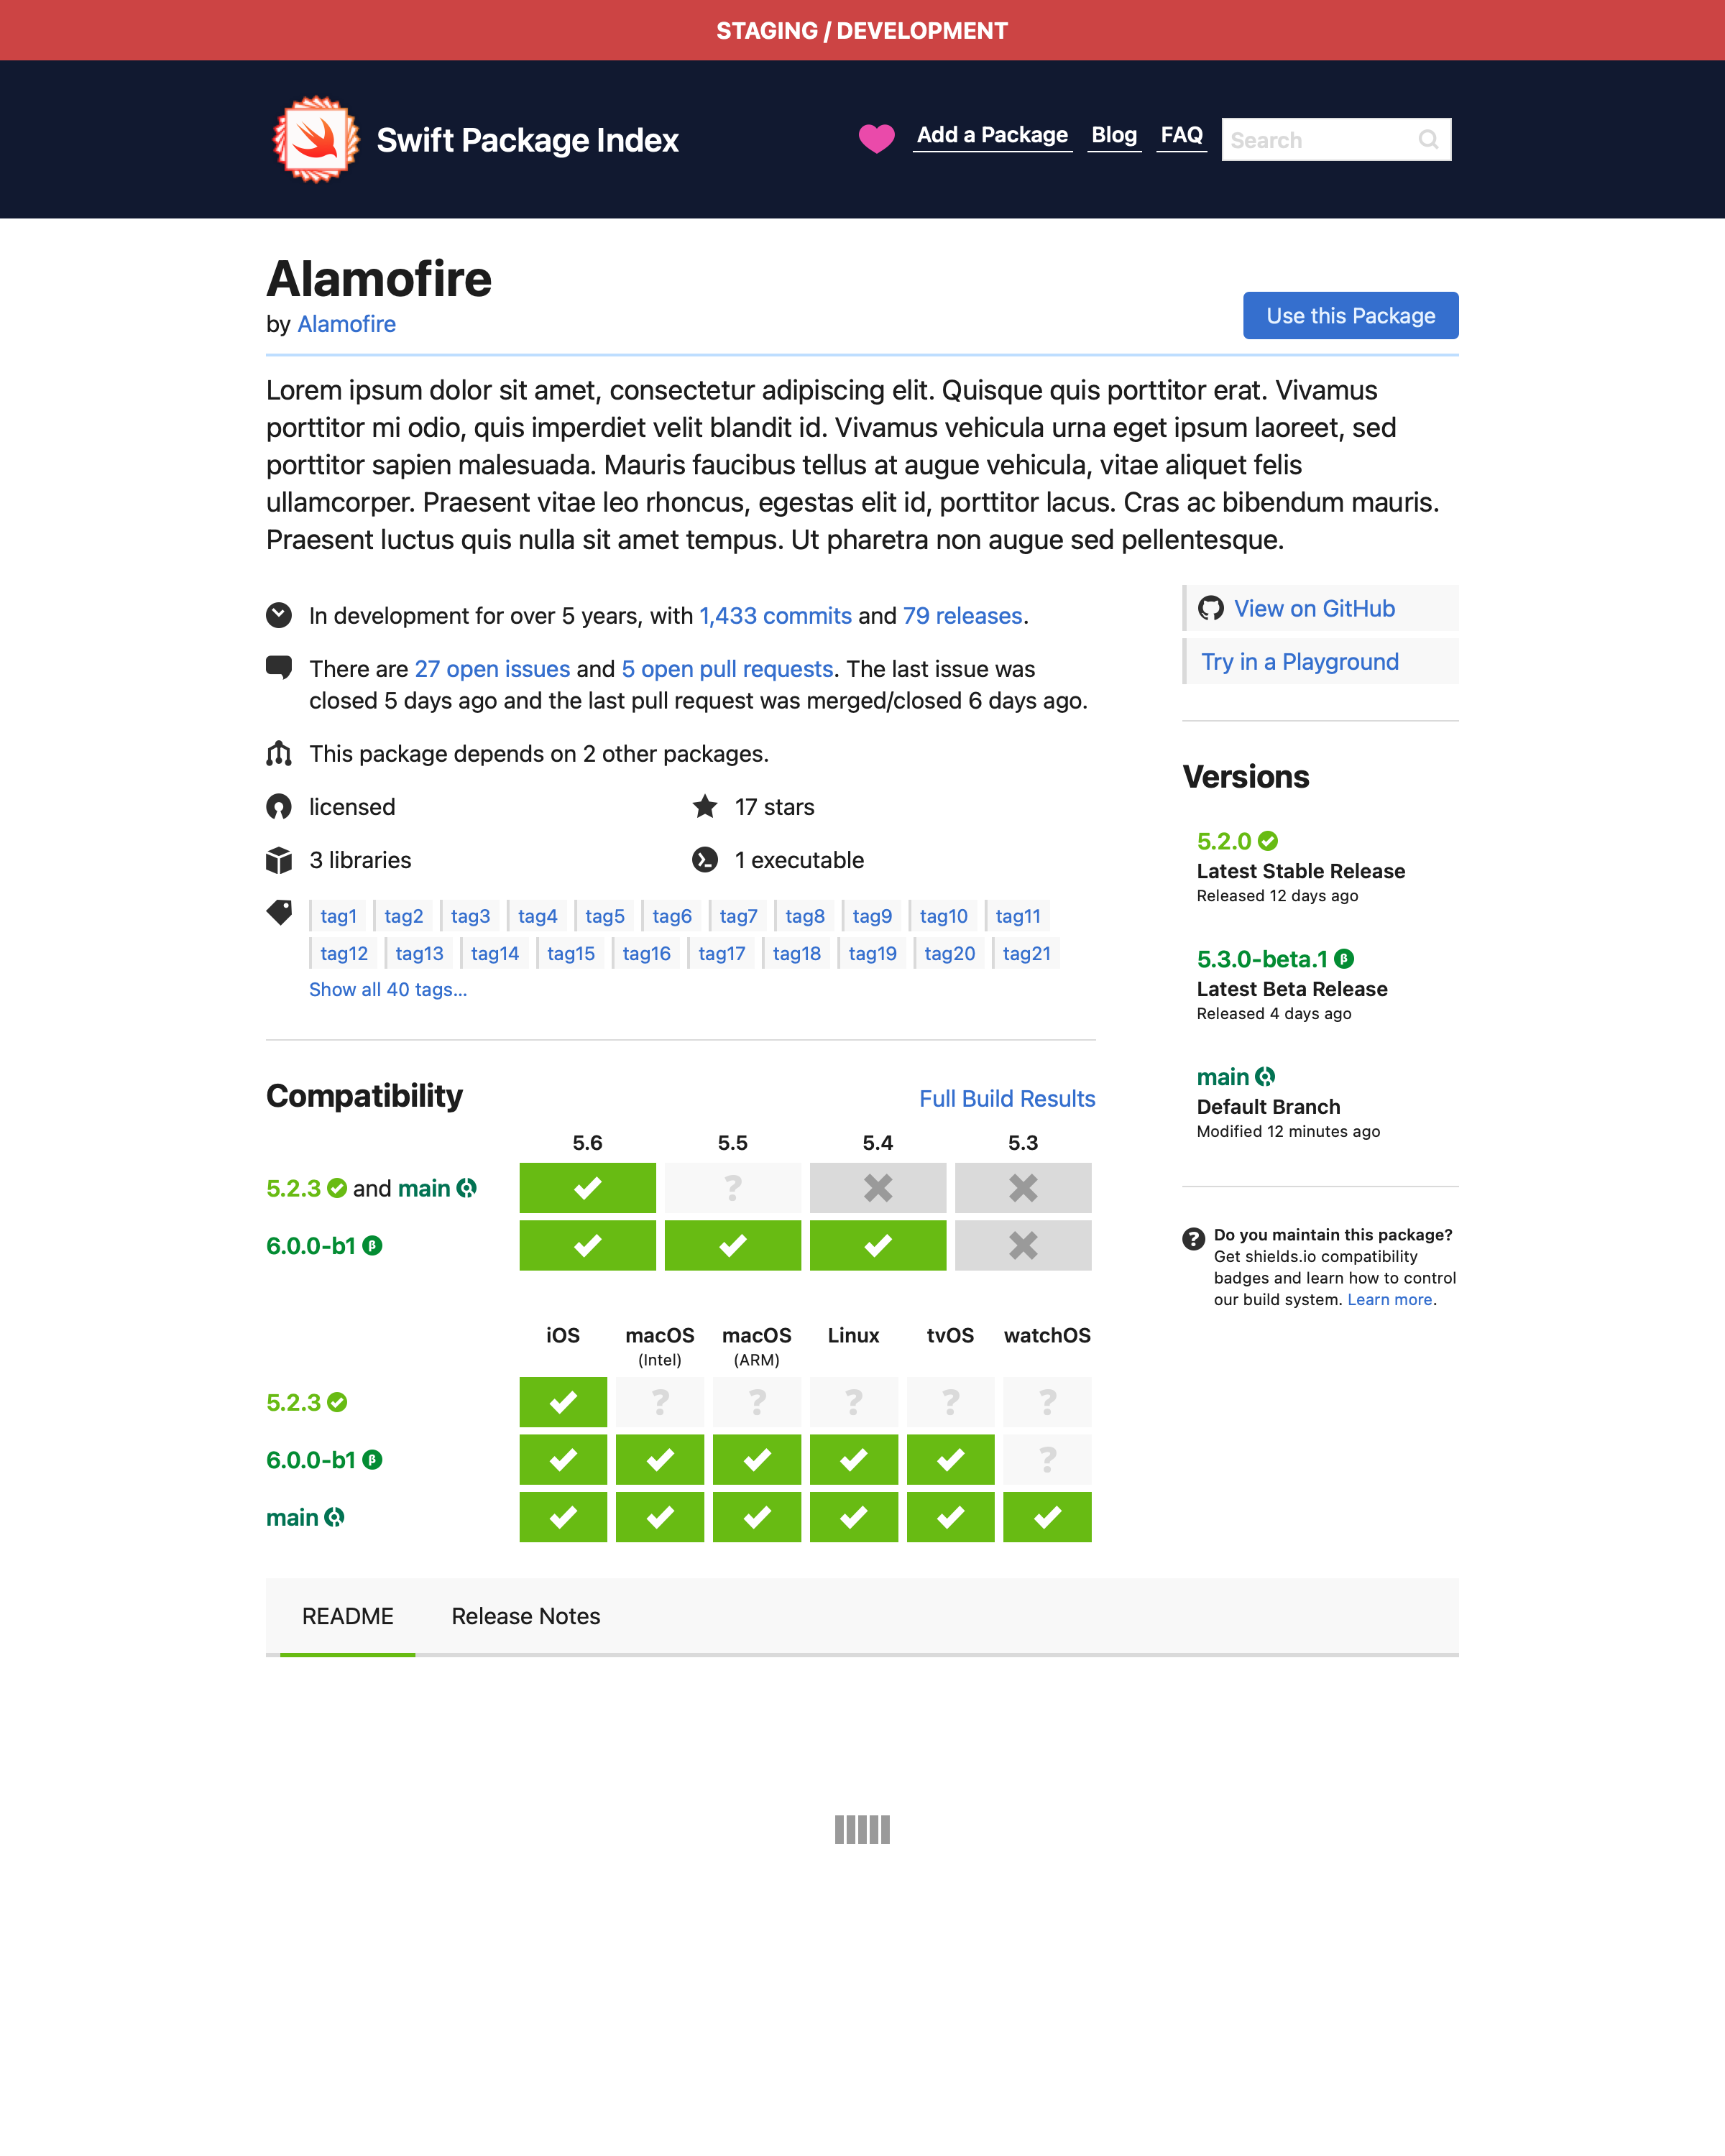 STAGING / DEVELOPMENT
Swift Package Index
Add a Package Blog FAQ Search
Alamofire
by Alamofire
Use this Package
Lorem ipsum dolor sit amet, consectetur adipiscing elit. Quisque quis porttitor erat. Vivamus
porttitor mi odio, quis imperdiet velit blandit id. Vivamus vehicula urna eget ipsum laoreet, sed
porttitor sapien malesuada. Mauris faucibus tellus at augue vehicula, vitae aliquet felis
ullamcorper. Praesent vitae leo rhoncus, egestas elit id, porttitor lacus. Cras ac bibendum mauris.
Praesent luctus quis nulla sit amet tempus. Ut pharetra non augue sed pellentesque.
In development for over 5 years, with 1,433 commits and 79 releases.
There are 27 open issues and 5 open pull requests. The last issue was
closed 5 days ago and the last pull request was merged/closed 6 days ago.
This package depends on 2 other packages.
licensed
17 stars
3 libraries
1 executable
tag1 tag2 tag3 tag4 tag5 tag6 tag7 tag8 tag9 tag10 tag11
tag12 tag13 tag14 tag15 tag16 tag17 tag18 tag19 tag20 tag21
Show all 40 tags...
View on GitHub
Try in a Playground
Versions
5.2.0
Latest Stable Release
Released 12 days ago
5.3.0-beta.1 β
Latest Beta Release
Released 4 days ago
main
Default Branch
Modified 12 minutes ago
Do you maintain this package?
Get shields.io compatibility
badges and learn how to control
our build system. Learn more.
Compatibility
Full Build Results
5.6 5.5 5.4 5.3
5.2.3 and main ?
6.0.0-b1 β
iOS macOS macOS Linux tvOS watchOS
(Intel) (ARM)
5.2.3 ? ? ? ? ?
6.0.0-b1 β ?
main
README Release Notes